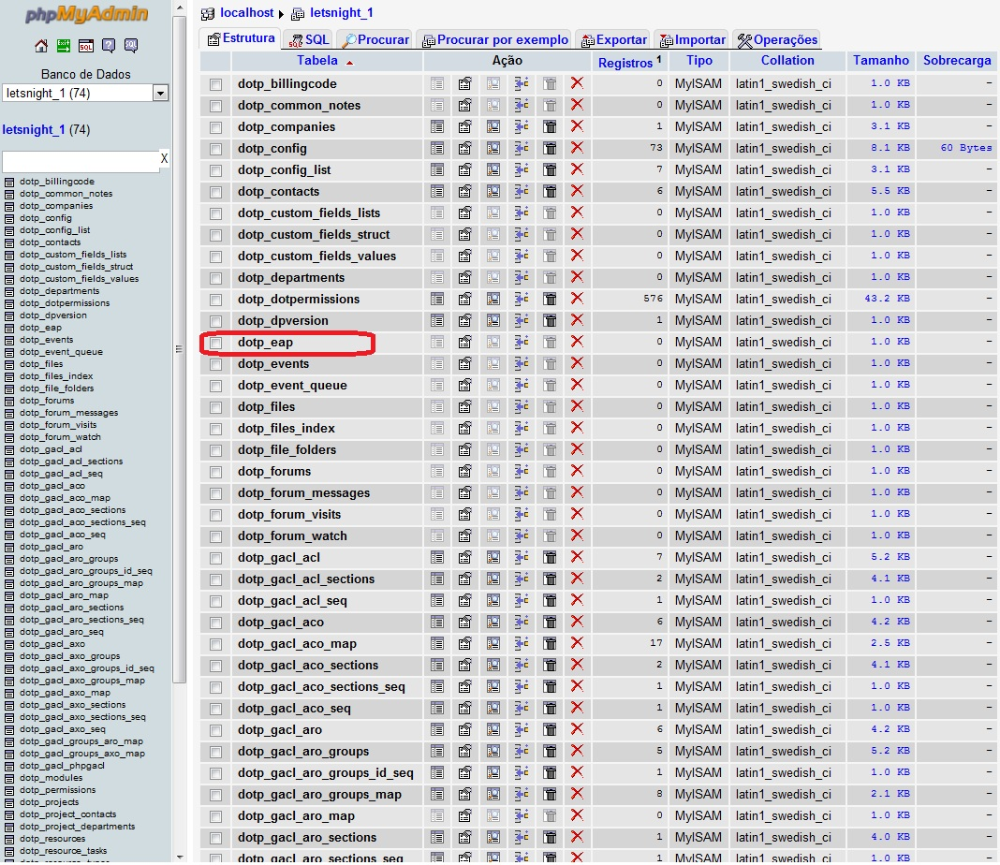 phpMyAdmin
Banco de Dados
letsnight_1 (74)
letsnight_1 (74)
X
dotp_billingcode
dotp_common_notes
dotp_companies
dotp_config
dotp_config_list
dotp_contacts
dotp_custom_fields_lists
dotp_custom_fields_struct
dotp_custom_fields_values
dotp_departments
dotp_dotpermissions
dotp_dpversion
dotp_eap
dotp_events
dotp_event_queue
dotp_files
dotp_files_index
dotp_file_folders
dotp_forums
dotp_forum_messages
dotp_forum_visits
dotp_forum_watch
dotp_gacl_acl
dotp_gacl_acl_sections
dotp_gacl_acl_seq
dotp_gacl_aco
dotp_gacl_aco_map
dotp_gacl_aco_sections
dotp_gacl_aco_sections_seq
dotp_gacl_aco_seq
dotp_gacl_aro
dotp_gacl_aro_groups
dotp_gacl_aro_groups_id_seq
dotp_gacl_aro_groups_map
dotp_gacl_aro_map
dotp_gacl_aro_sections
dotp_gacl_aro_sections_seq
dotp_gacl_aro_seq
dotp_gacl_axo
dotp_gacl_axo_groups
dotp_gacl_axo_groups_id_seq
dotp_gacl_axo_groups_map
dotp_gacl_axo_map
dotp_gacl_axo_sections
dotp_gacl_axo_sections_seq
dotp_gacl_axo_seq
dotp_gacl_groups_aro_map
dotp_gacl_groups_axo_map
dotp_gacl_phpgacl
dotp_modules
dotp_permissions
dotp_projects
dotp_project_contacts
dotp_project_departments
dotp_resources
dotp_resource_tasks
dotp_resource_types
localhost letsnight_1
Estrutura SQL Procurar Procurar por exemplo Exportar Importar Operações
Tabela Ação Registros 1 Tipo Collation Tamanho Sobrecarga
dotp_billingcode 0 MyISAM latin1_swedish_ci 1.0 KB -
dotp_common_notes 0 MyISAM latin1_swedish_ci 1.0 KB -
dotp_companies 1 MyISAM latin1_swedish_ci 3.1 KB -
dotp_config 73 MyISAM latin1_swedish_ci 8.1 KB 60 Bytes
dotp_config_list 7 MyISAM latin1_swedish_ci 3.1 KB -
dotp_contacts 6 MyISAM latin1_swedish_ci 5.5 KB -
dotp_custom_fields_lists 0 MyISAM latin1_swedish_ci 1.0 KB -
dotp_custom_fields_struct 0 MyISAM latin1_swedish_ci 1.0 KB -
dotp_custom_fields_values 0 MyISAM latin1_swedish_ci 1.0 KB -
dotp_departments 0 MyISAM latin1_swedish_ci 1.0 KB -
dotp_dotpermissions 576 MyISAM latin1_swedish_ci 43.2 KB -
dotp_dpversion 1 MyISAM latin1_swedish_ci 1.0 KB -
dotp_eap 0 MyISAM latin1_swedish_ci 1.0 KB -
dotp_events 0 MyISAM latin1_swedish_ci 1.0 KB -
dotp_event_queue 0 MyISAM latin1_swedish_ci 1.0 KB -
dotp_files 0 MyISAM latin1_swedish_ci 1.0 KB -
dotp_files_index 0 MyISAM latin1_swedish_ci 1.0 KB -
dotp_file_folders 0 MyISAM latin1_swedish_ci 1.0 KB -
dotp_forums 0 MyISAM latin1_swedish_ci 1.0 KB -
dotp_forum_messages 0 MyISAM latin1_swedish_ci 1.0 KB -
dotp_forum_visits 0 MyISAM latin1_swedish_ci 1.0 KB -
dotp_forum_watch 0 MyISAM latin1_swedish_ci 1.0 KB -
dotp_gacl_acl 7 MyISAM latin1_swedish_ci 5.2 KB -
dotp_gacl_acl_sections 2 MyISAM latin1_swedish_ci 4.1 KB -
dotp_gacl_acl_seq 1 MyISAM latin1_swedish_ci 1.0 KB -
dotp_gacl_aco 6 MyISAM latin1_swedish_ci 4.2 KB -
dotp_gacl_aco_map 17 MyISAM latin1_swedish_ci 2.5 KB -
dotp_gacl_aco_sections 2 MyISAM latin1_swedish_ci 4.1 KB -
dotp_gacl_aco_sections_seq 1 MyISAM latin1_swedish_ci 1.0 KB -
dotp_gacl_aco_seq 1 MyISAM latin1_swedish_ci 1.0 KB -
dotp_gacl_aro 6 MyISAM latin1_swedish_ci 4.2 KB -
dotp_gacl_aro_groups 5 MyISAM latin1_swedish_ci 5.2 KB -
dotp_gacl_aro_groups_id_seq 1 MyISAM latin1_swedish_ci 1.0 KB -
dotp_gacl_aro_groups_map 8 MyISAM latin1_swedish_ci 2.1 KB -
dotp_gacl_aro_map 0 MyISAM latin1_swedish_ci 1.0 KB -
dotp_gacl_aro_sections 1 MyISAM latin1_swedish_ci 4.0 KB -
dotp_gacl_aro_sections_seq 1 MyISAM latin1_swedish_ci 1.0 KB -